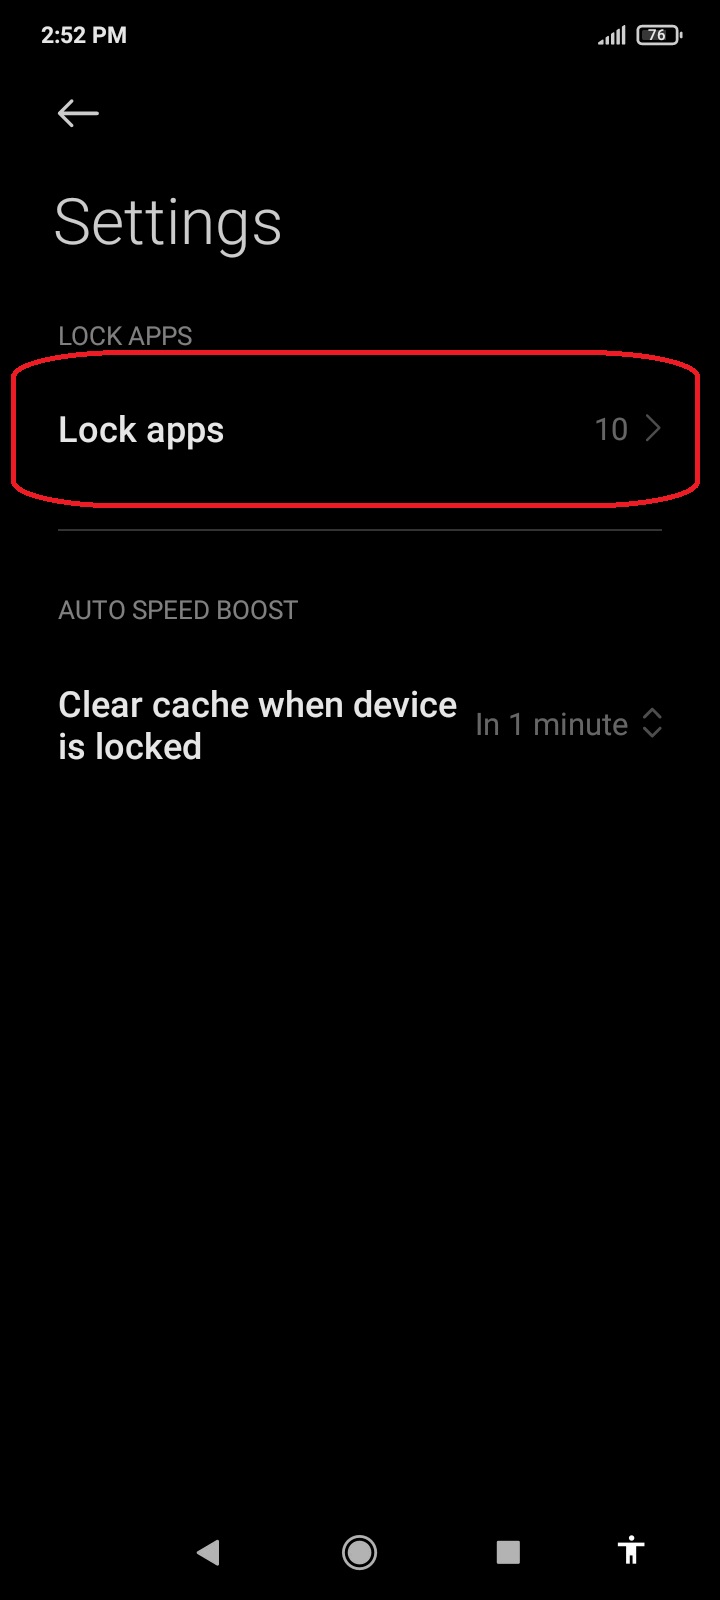 2:52 PM
76
Settings
LOCK APPS
Lock apps
10
AUTO SPEED BOOST
Clear cache when device
is locked
In 1 minute